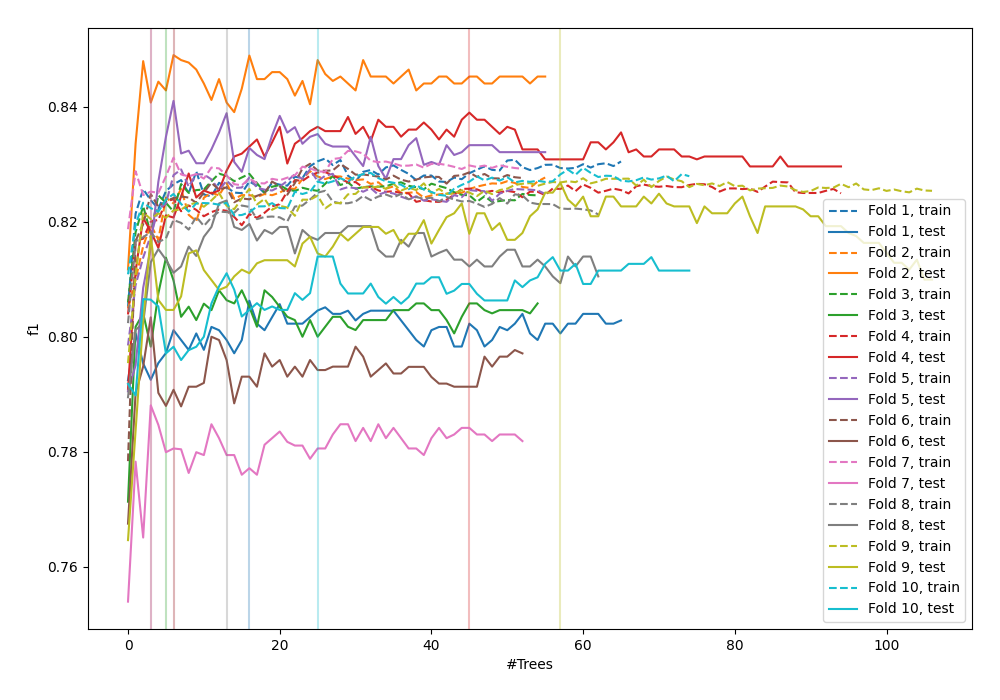 0.84
0.82
0.80
0.78
0.76
f1
0 20 40 60 80 100
#Trees
Fold 1, train
Fold 1, test
Fold 2, train
Fold 2, test
Fold 3, train
Fold 3, test
Fold 4, train
Fold 4, test
Fold 5, train
Fold 5, test
Fold 6, train
Fold 6, test
Fold 7, train
Fold 7, test
Fold 8, train
Fold 8, test
Fold 9, train
Fold 9, test
Fold 10, train
Fold 10, test